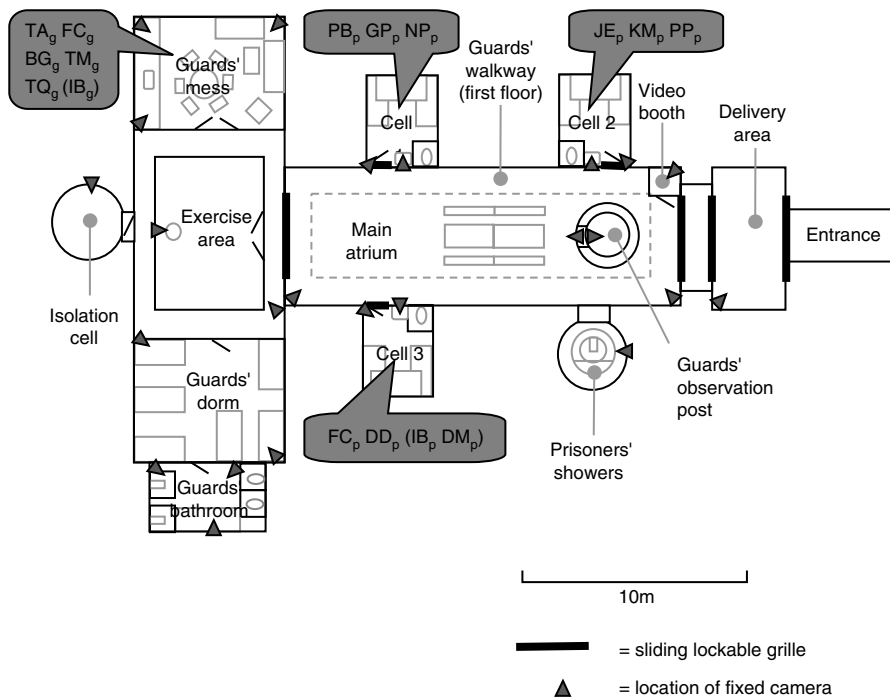 TAg FCg
BGg TMg
TQg (IBg)
Guards'
mess
PBp GPp NPp
Cell
1
Guards'
walkway
(first floor)
JEp KMp PPp
Cell 2
Video
booth
Delivery
area
Exercise
area
Main
atrium
Entrance
Isolation
cell
Cell 3
Guards'
dorm
FCp DDp (IBp DMp)
Guards'
observation
post
Prisoners'
showers
Guards'
bathroom
10m
= sliding lockable grille
= location of fixed camera